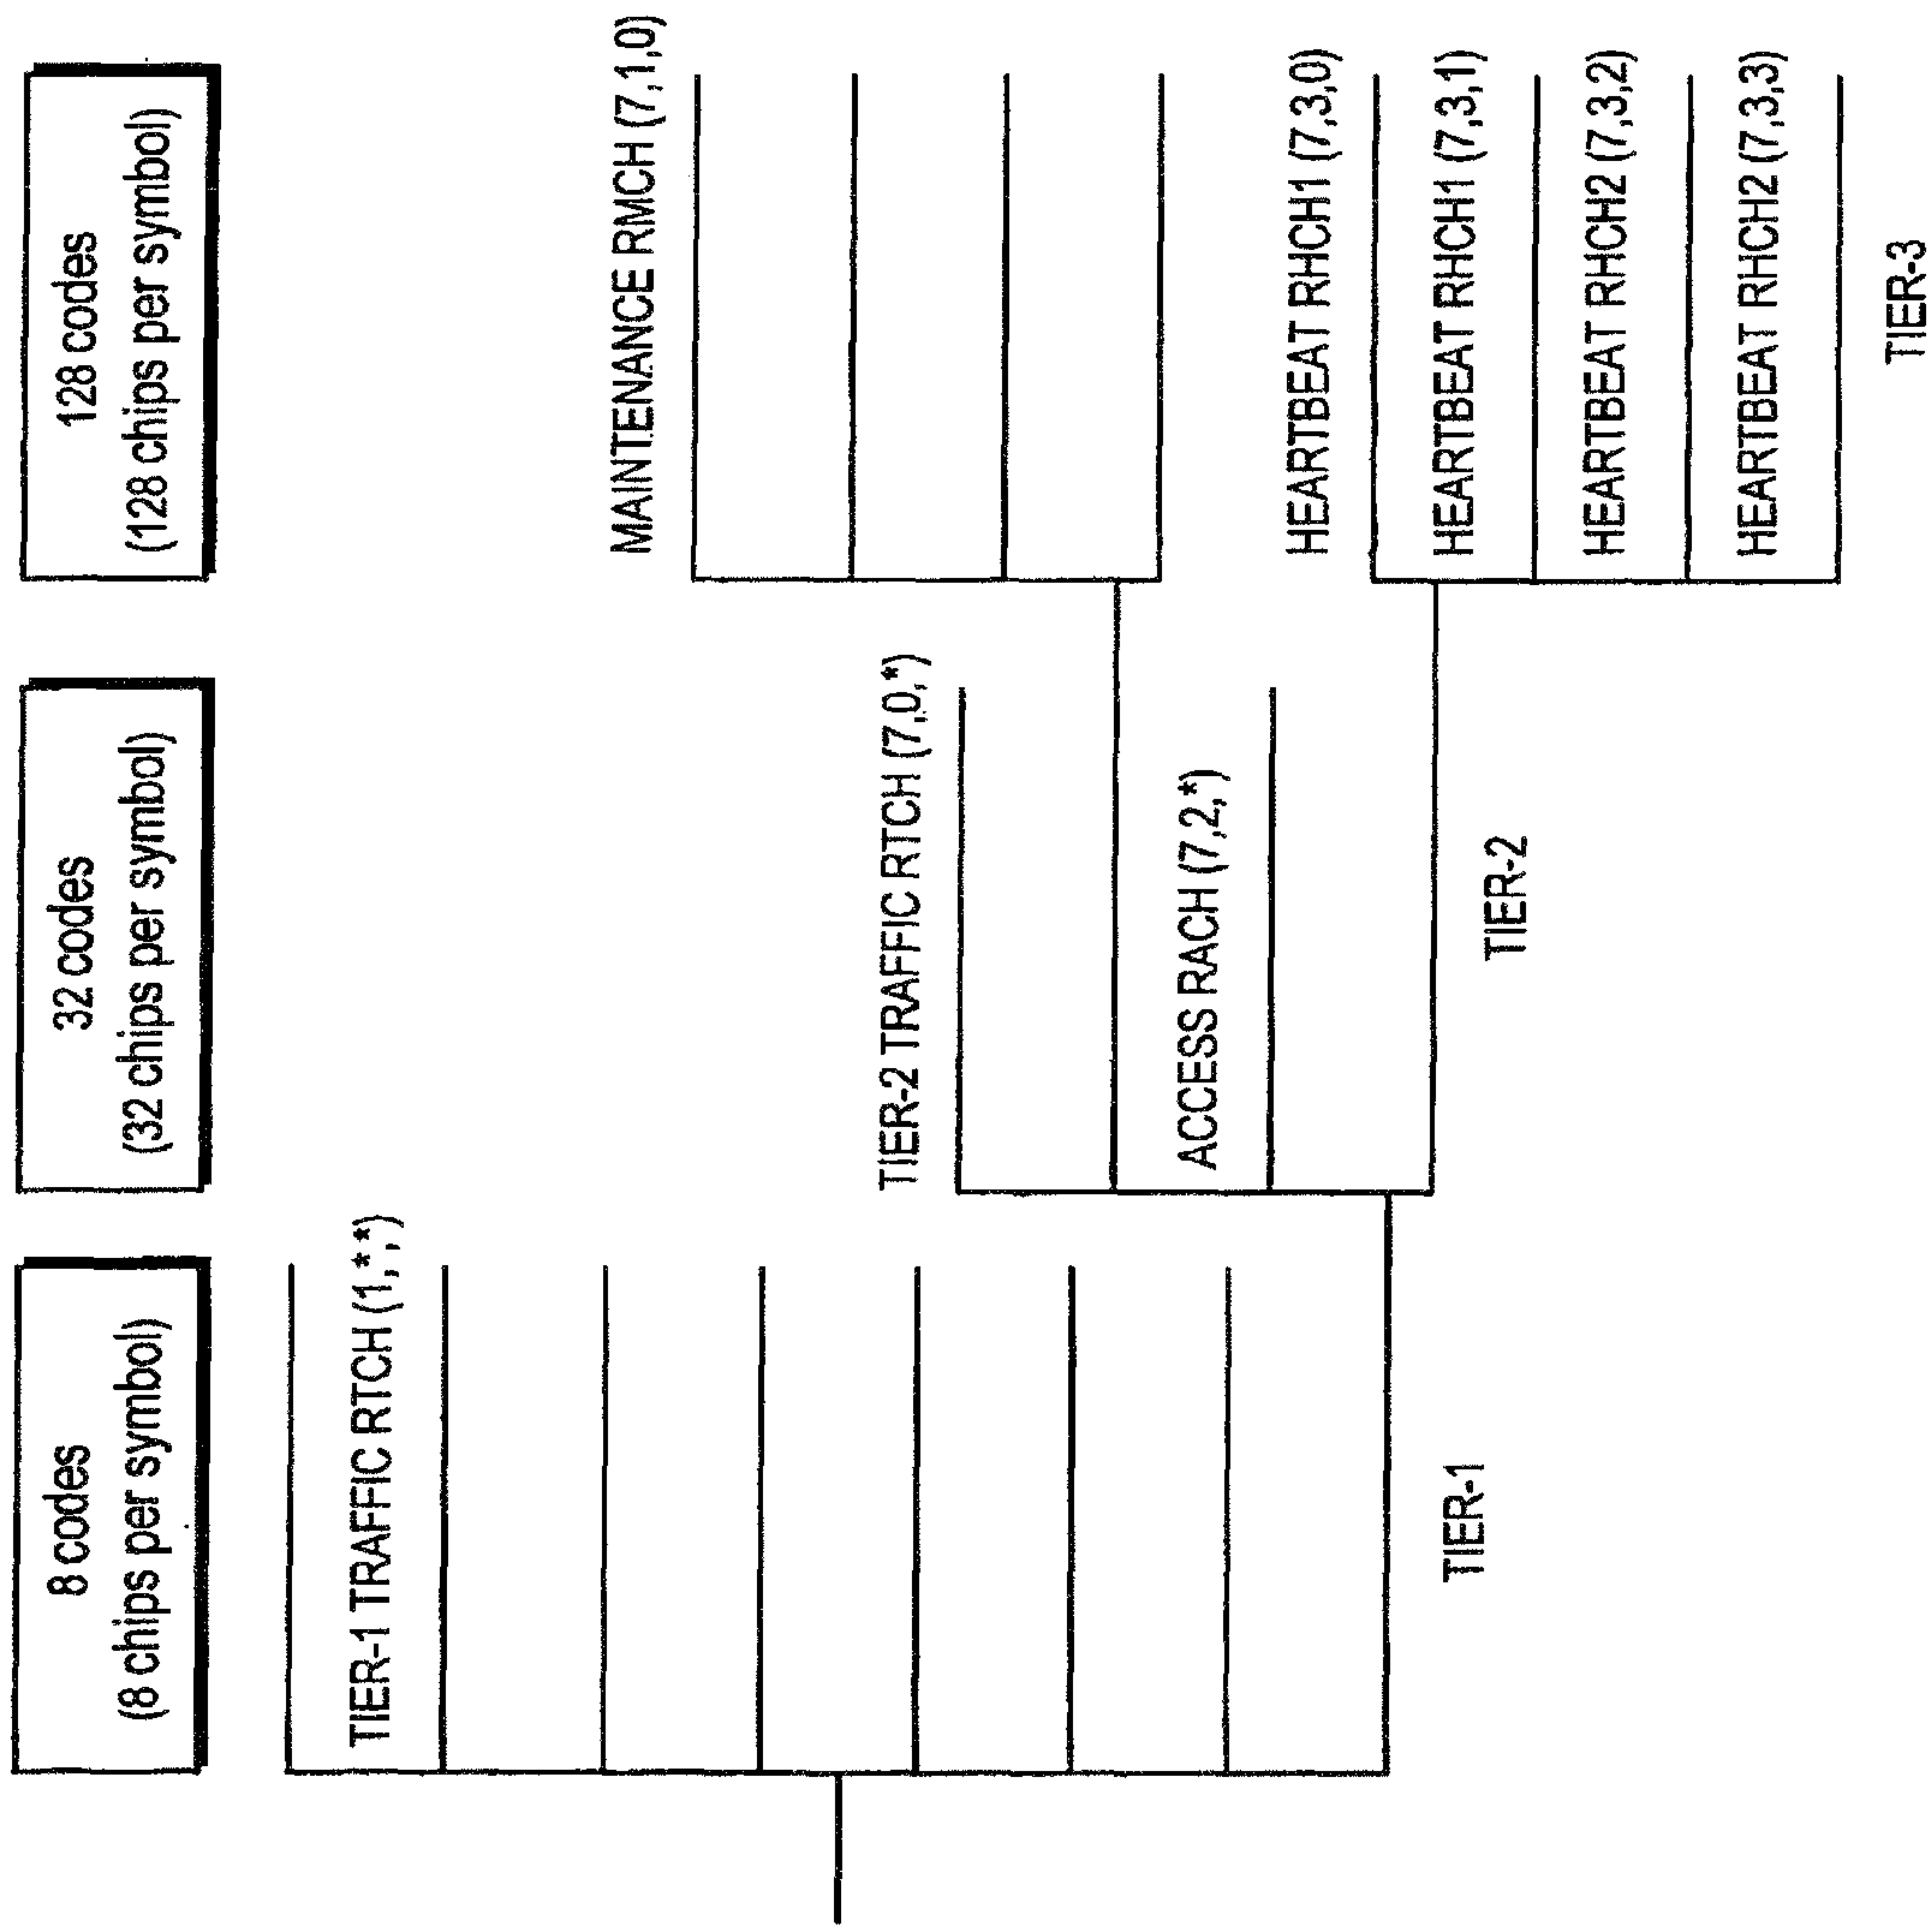 8 codes
(8 chips per symbol)
32 codes
(32 chips per symbol)
128 codes
(128 chips per symbol)
TIER-1 TRAFFIC RTCH (1,*,*)
MAINTENANCE RMCH (7,1,0)
TIER-2 TRAFFIC RTCH (7,0,*)
ACCESS RACH (7,2,*)
HEARTBEAT RHCH1 (7,3,0)
HEARTBEAT RHCH1 (7,3,1)
HEARTBEAT RHCH2 (7,3,2)
HEARTBEAT RHCH2 (7,3,3)
TIER-1
TIER-2
TIER-3